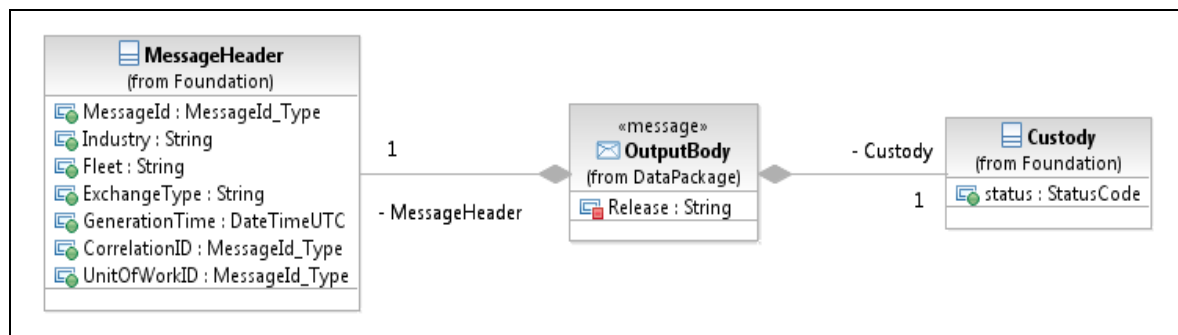 MessageHeader
(from Foundation)
MessageId : MessageId_Type
Industry : String
Fleet : String
ExchangeType : String
GenerationTime : DateTimeUTC
CorrelationID : MessageId_Type
UnitOfWorkID : MessageId_Type
1
- MessageHeader
«message»
OutputBody
(from DataPackage)
Release : String
- Custody
1
Custody
(from Foundation)
status : StatusCode